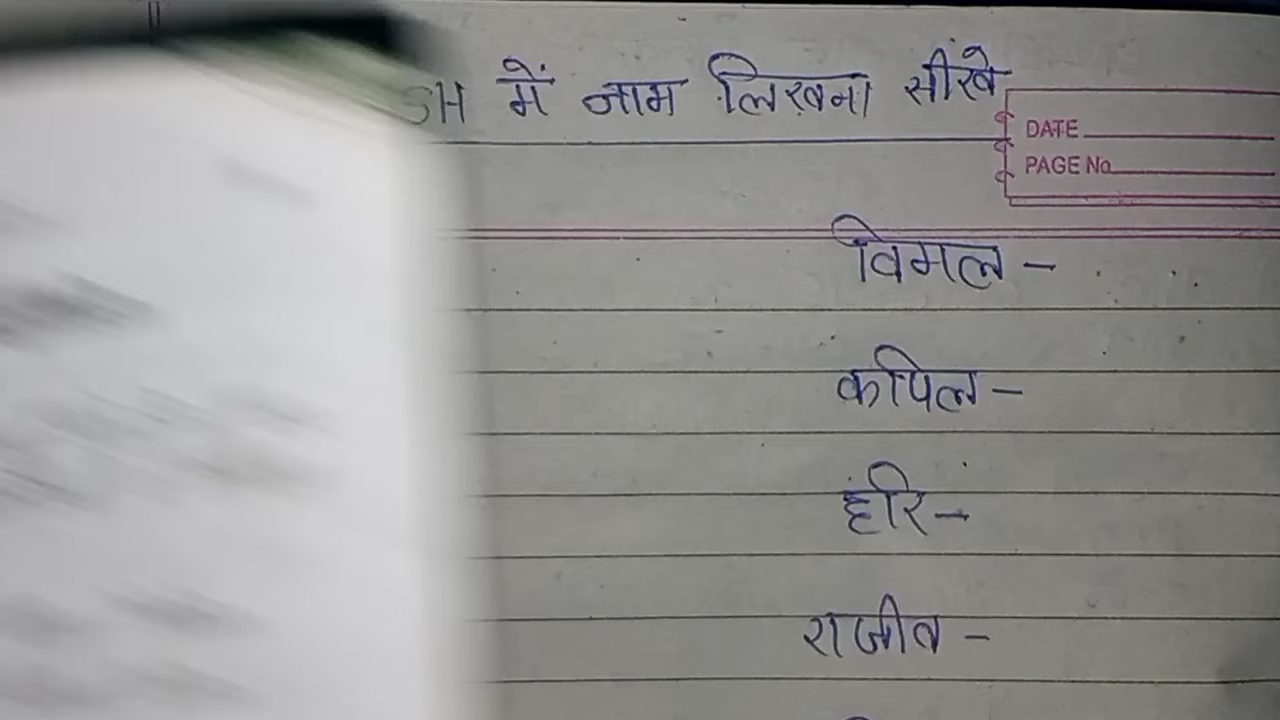 SH में नाम लिखना सीखे
DATE
PAGE No.
विमल -
कपिल -
हरि -
राजीव -